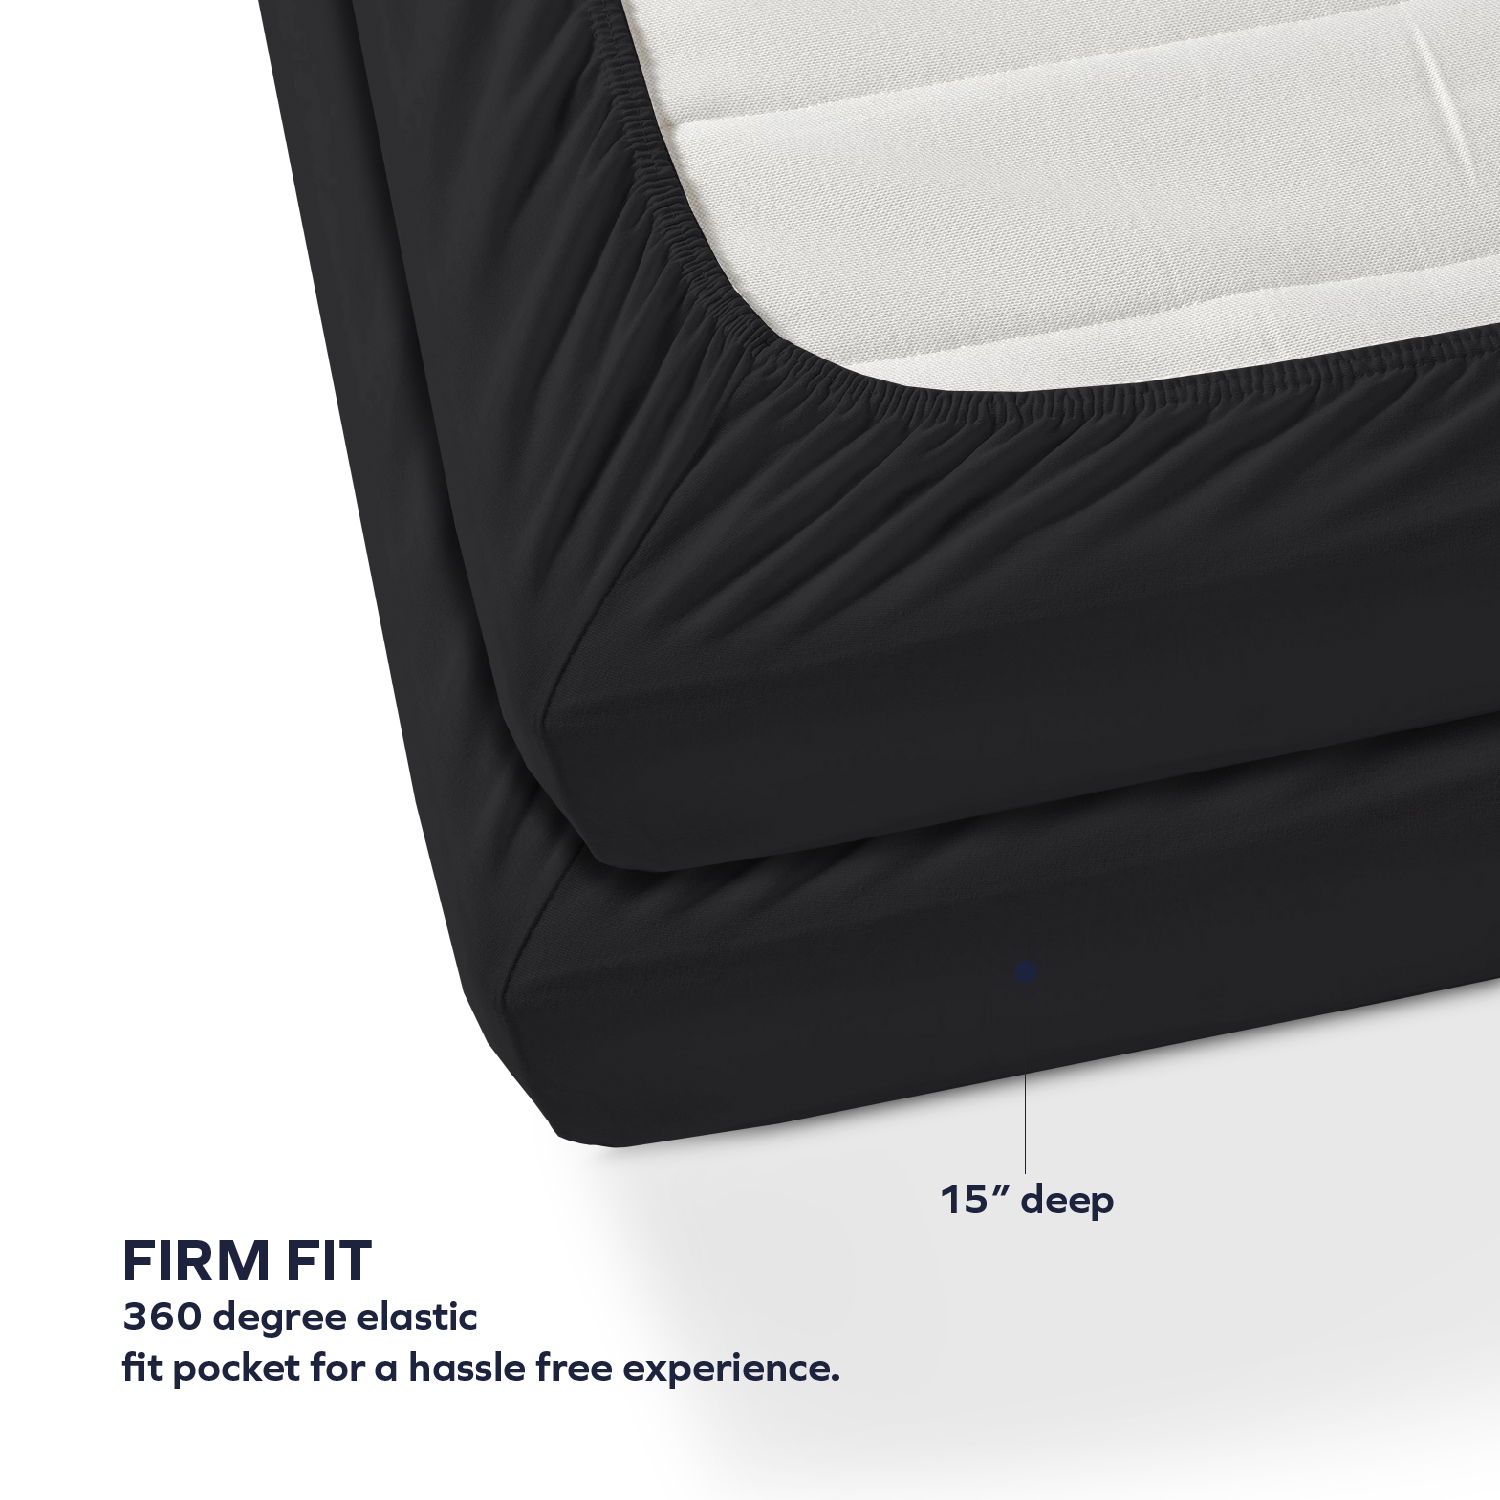 15″ deep
FIRM FIT
360 degree elastic
fit pocket for a hassle free experience.